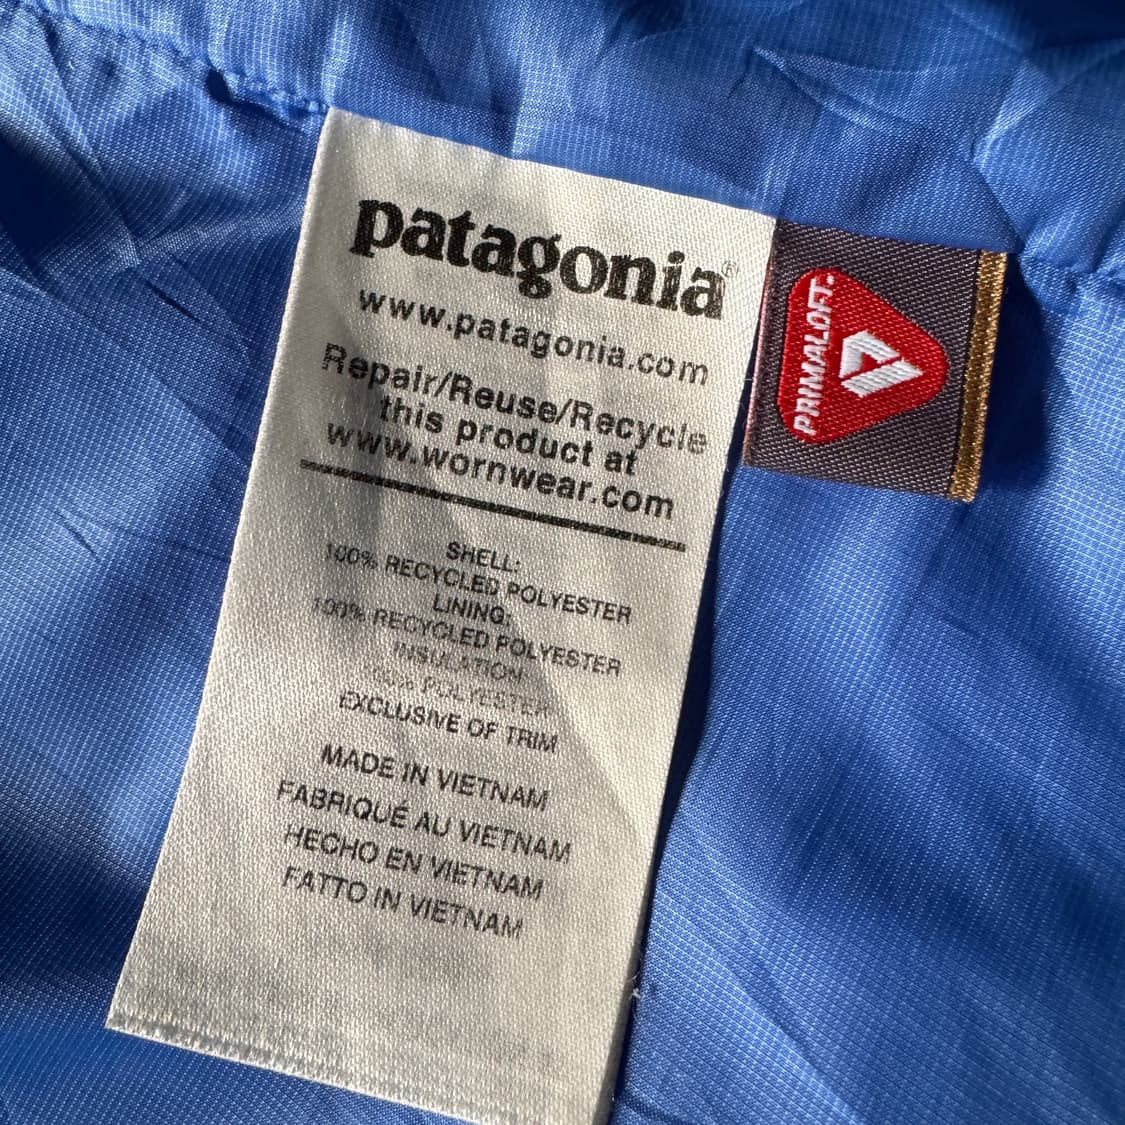 patagonia®
www.patagonia.com
Repair/Reuse/Recycle
this product at
www.wornwear.com
SHELL:
100% RECYCLED POLYESTER
LINING:
100% RECYCLED POLYESTER
INSULATION
100% POLYESTER
EXCLUSIVE OF TRIM
MADE IN VIETNAM
FABRIQUÉ AU VIETNAM
HECHO EN VIETNAM
FATTO IN VIETNAM
PRIMALOFT